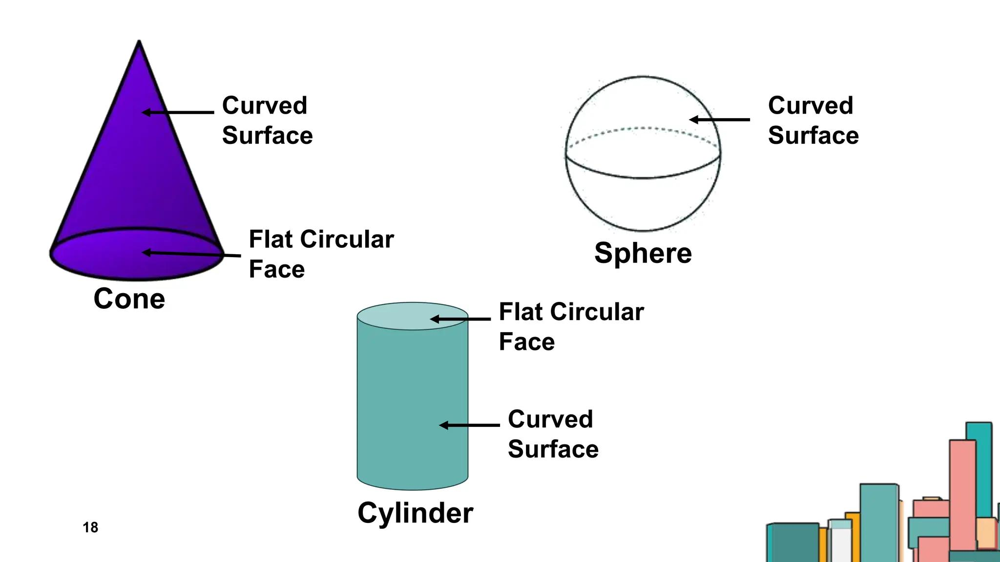 Curved
Surface
Flat Circular
Face
Cone
Curved
Surface
Sphere
Flat Circular
Face
Curved
Surface
Cylinder
18